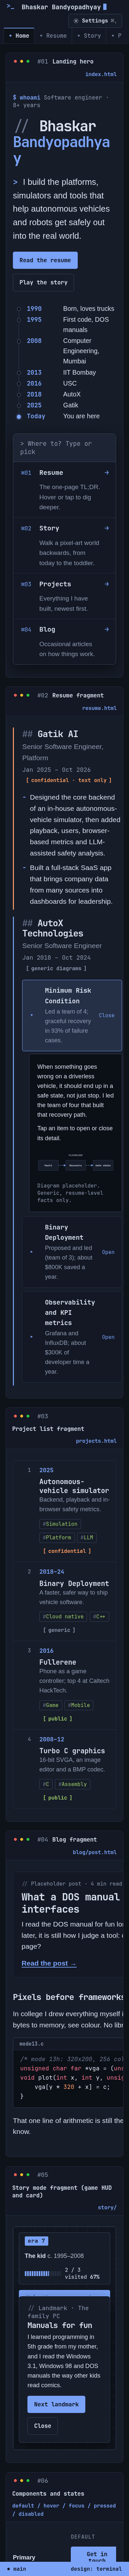 >_ Bhaskar Bandyopadhyay
Settings ⌘,
Home
Resume
Story
P
#01 Landing hero
index.html
$ whoami Software engineer ·
8+ years
// Bhaskar
Bandyopadhya
y
> I build the platforms,
simulators and tools that
help autonomous vehicles
and robots get safely out
into the real world.
Read the resume
Play the story
1990 Born, loves trucks
1995 First code, DOS
manuals
2008 Computer
Engineering,
Mumbai
2013 IIT Bombay
2016 USC
2018 AutoX
2025 Gatik
Today You are here
> Where to? Type or
pick
⌘01 Resume →
The one-page TL;DR.
Hover or tap to dig
deeper.
⌘02 Story →
Walk a pixel-art world
backwards, from
today to the toddler.
⌘03 Projects →
Everything I have
built, newest first.
⌘04 Blog →
Occasional articles
on how things work.
#02 Resume fragment
resume.html
## Gatik AI
Senior Software Engineer,
Platform
Jan 2025 – Oct 2026
[ confidential · text only ]
- Designed the core backend
of an in-house autonomous-
vehicle simulator, then added
playback, users, browser-
based metrics and LLM-
assisted safety analysis.
- Built a full-stack SaaS app
that brings company data
from many sources into
dashboards for leadership.
## AutoX
Technologies
Senior Software Engineer
Jan 2018 – Oct 2024
[ generic diagrams ]
Minimum Risk
Condition
Led a team of 4;
graceful recovery
in 93% of failure
cases.
Close
When something goes
wrong on a driverless
vehicle, it should end up in a
safe state, not just stop. I led
the team of four that built
that recovery path.
Tap an item to open or close
its detail.
Diagram placeholder.
Generic, resume-level
facts only.
Binary
Deployment
Proposed and led
(team of 3); about
$800K saved a
year.
Open
Observability
and KPI
metrics
Grafana and
InfluxDB; about
$300K of
developer time a
year.
Open
#03
Project list fragment
projects.html
1 2025
Autonomous-
vehicle simulator
Backend, playback and in-
browser safety metrics.
#Simulation
#Platform #LLM
[ confidential ]
2 2018–24
Binary Deployment
A faster, safer way to ship
vehicle software.
#Cloud native #C++
[ generic ]
3 2016
Fullerene
Phone as a game
controller; top 4 at Caltech
HackTech.
#Game #Mobile
[ public ]
4 2008–12
Turbo C graphics
16-bit SVGA, an image
editor and a BMP codec.
#C #Assembly
[ public ]
#04 Blog fragment
blog/post.html
// Placeholder post · 4 min read
What a DOS manual
interfaces
I read the DOS manual for fun lo
later, it is still how I judge a tool:
page?
Read the post →
Pixels before frameworks
In college I drew everything myself i
bytes to memory, one use. No libr
mode13.c
/* mode 13h: 320x200, 256 col
unsigned char far *vga = (uns
void plot(int x, int y, unsig
vga[y * 320 + x] = c;
}
That one line of arithmetic is still the
know.
#05
Story mode fragment (game HUD
and card)
story/
era 7
The kid c. 1995–2008
2 / 3
visited 67%
// Landmark · The
family PC
Manuals for fun
I learned programming in
5th grade from my mother,
and I read the Windows
3.1, Windows 98 and DOS
manuals the way other kids
read comics.
Next landmark
Close
#06
Components and states
default / hover / focus / pressed
/ disabled
DEFAULT
Primary
Get in
touch
main
design: terminal